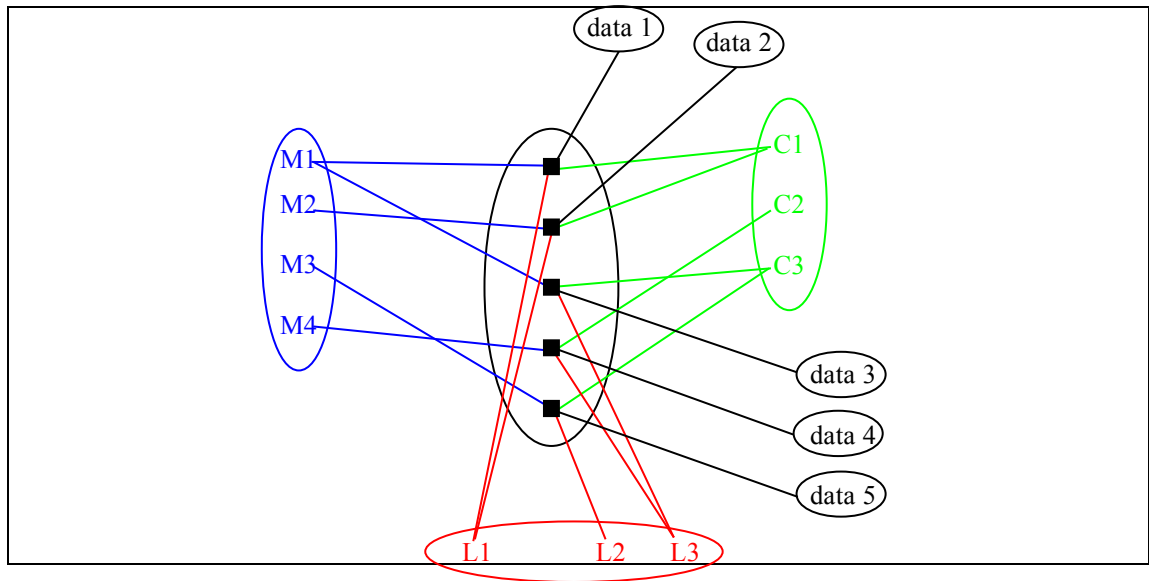 data 1
data 2
M1
C1
M2
C2
M3
C3
M4
data 3
data 4
data 5
L1
L2
L3